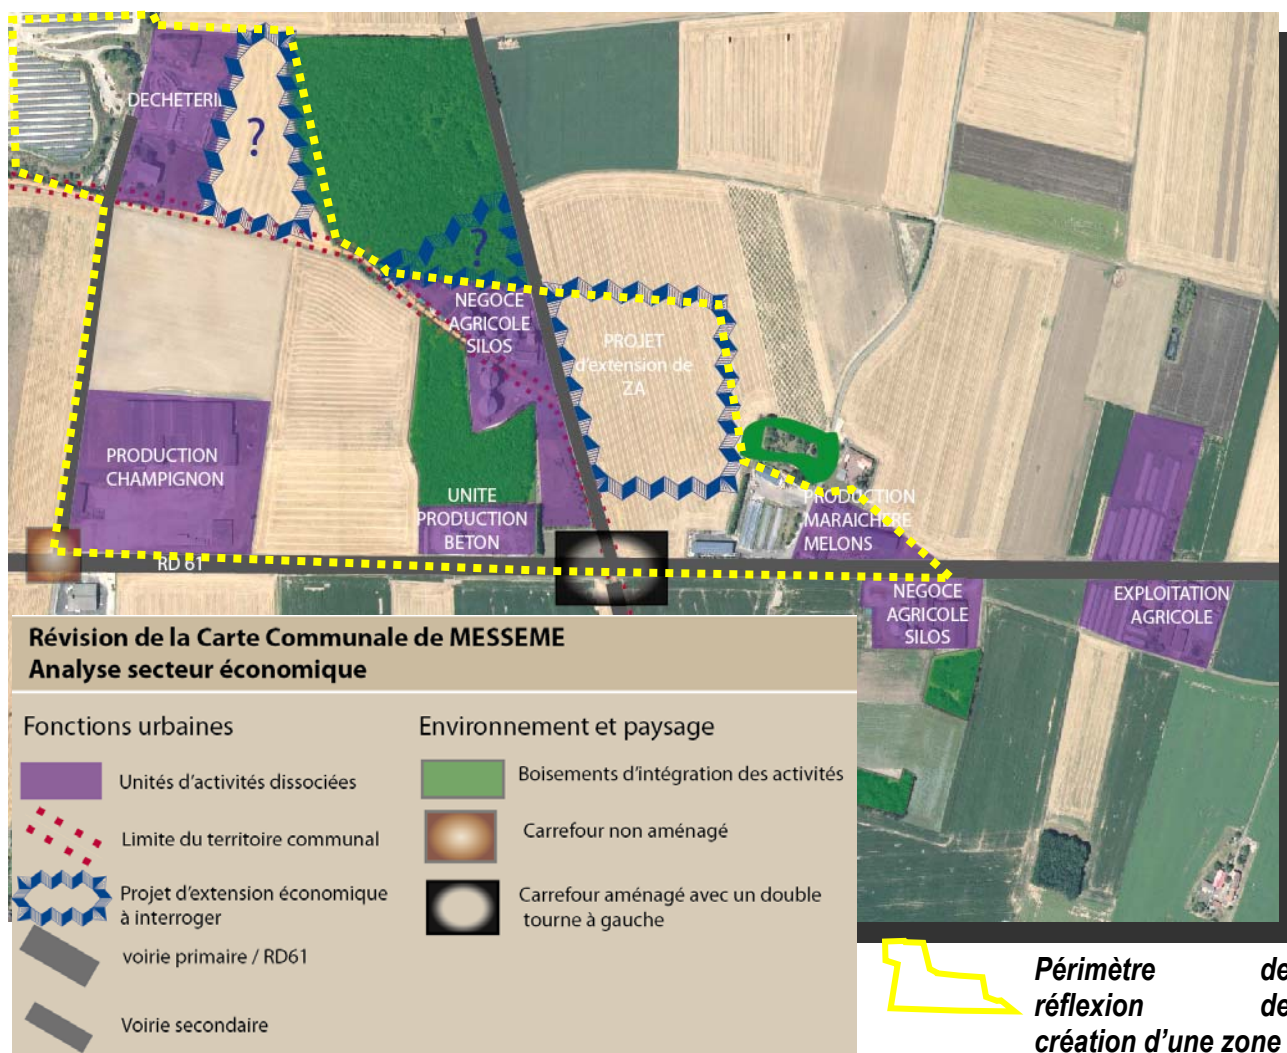 DECHETERI
?
?
NEGOCE
AGRICOLE
SILOS
PROJET
d'extension de
ZA
PRODUCTION
CHAMPIGNON
UNITE
PRODUCTION
BETON
PRODUCTION
MARAICHERE
MELONS
RD 61
NEGOCE
AGRICOLE
SILOS
EXPLOITATION
AGRICOLE
Révision de la Carte Communale de MESSEME
Analyse secteur économique
Fonctions urbaines
Unités d'activités dissociées
Limite du territoire communal
Projet d'extension économique
à interroger
voirie primaire / RD61
Voirie secondaire
Environnement et paysage
Boisements d'intégration des activités
Carrefour non aménagé
Carrefour aménagé avec un double
tourne à gauche
Périmètre de
réflexion de
création d'une zone